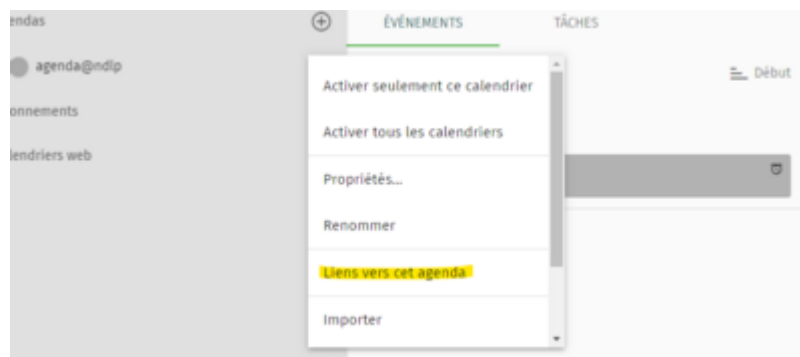 endas
ÉVÉNEMENTS
TÂCHES
agenda@ndlp
onnements
lendriers web
Activer seulement ce calendrier
Activer tous les calendriers
Propriétés...
Renommer
Liens vers cet agenda
Importer
Début